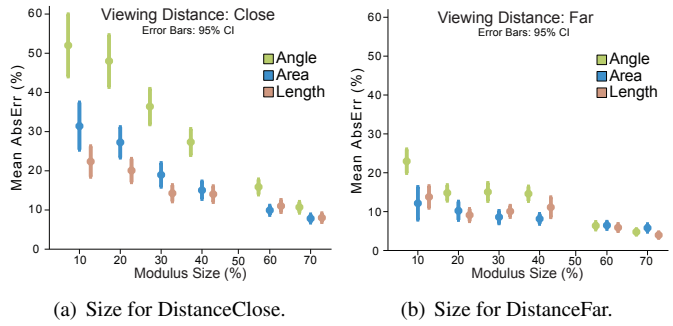 Viewing Distance: Close
Error Bars: 95% CI
Angle
Area
Length
Mean AbsErr (%)
60
50
40
30
20
10
0
10 20 30 40 50 60 70
Modulus Size (%)
(a) Size for DistanceClose.
Viewing Distance: Far
Error Bars: 95% CI
Angle
Area
Length
Mean AbsErr (%)
60
50
40
30
20
10
0
10 20 30 40 50 60 70
Modulus Size (%)
(b) Size for DistanceFar.